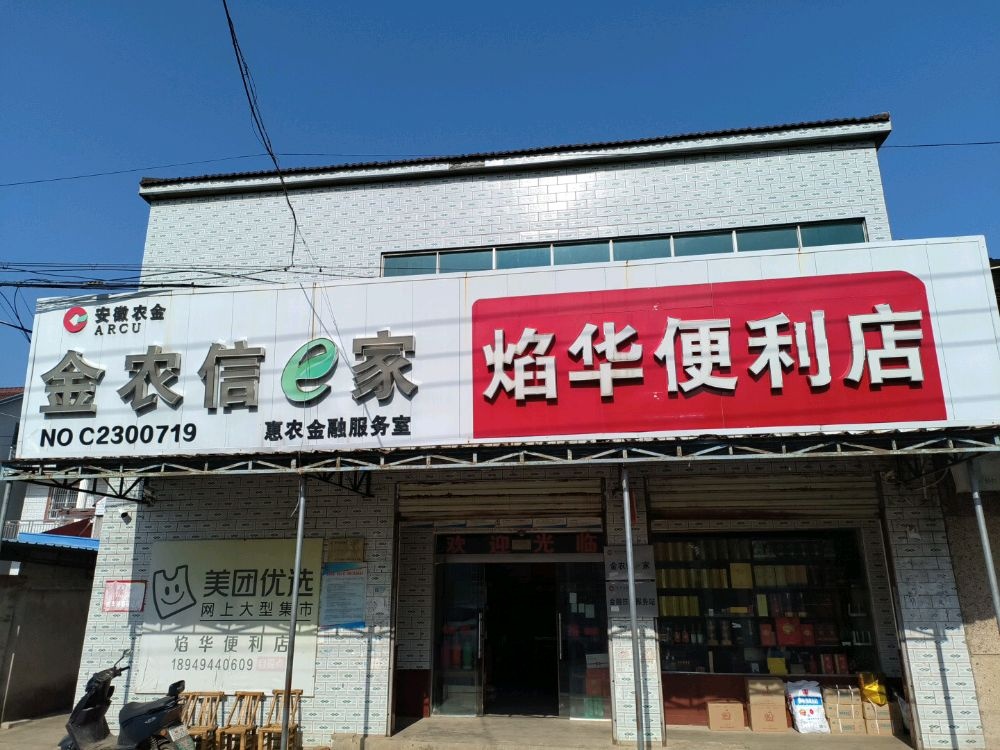 安徽农金
ARCU
金农信e家
NO C2300719
惠农金融服务室
焰华便利店
欢迎光临
美团优选
网上大型集市
焰华便利店
18949440609